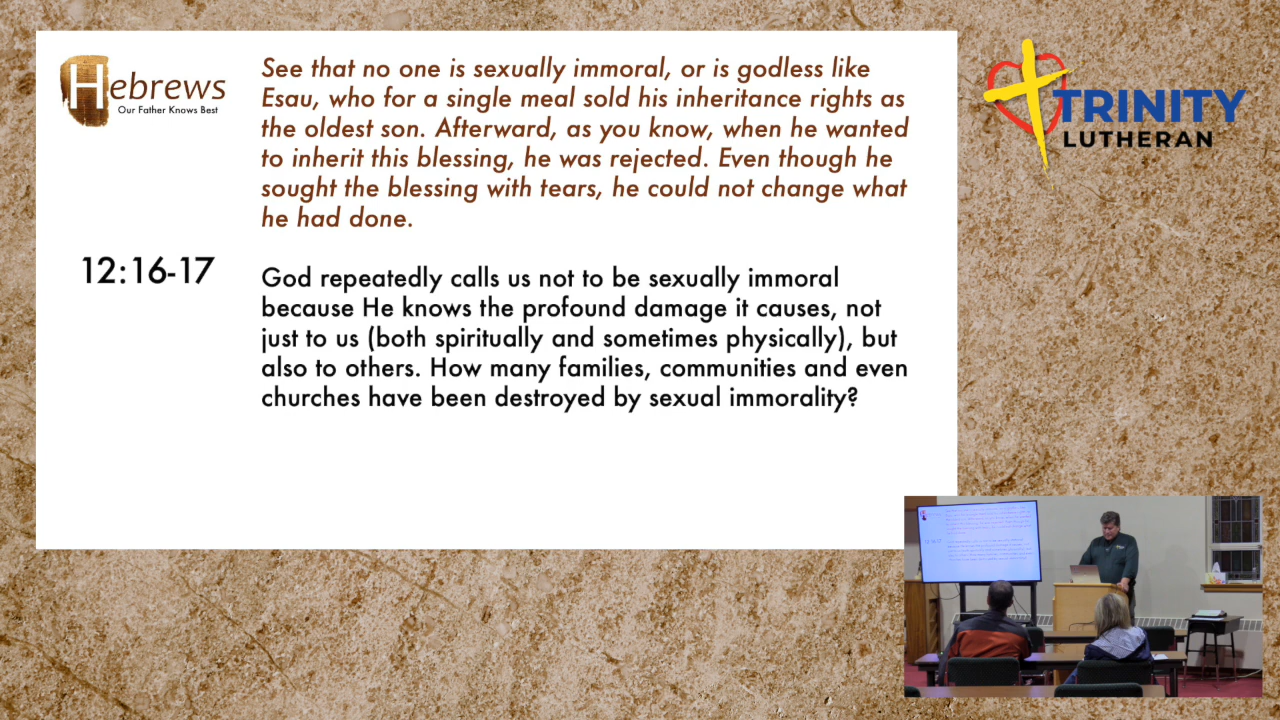 Hebrews
Our Father Knows Best
See that no one is sexually immoral, or is godless like
Esau, who for a single meal sold his inheritance rights as
the oldest son. Afterward, as you know, when he wanted
to inherit this blessing, he was rejected. Even though he
sought the blessing with tears, he could not change what
he had done.
12:16-17
God repeatedly calls us not to be sexually immoral
because He knows the profound damage it causes, not
just to us (both spiritually and sometimes physically), but
also to others. How many families, communities and even
churches have been destroyed by sexual immorality?
TRINITY
LUTHERAN
12:16-17